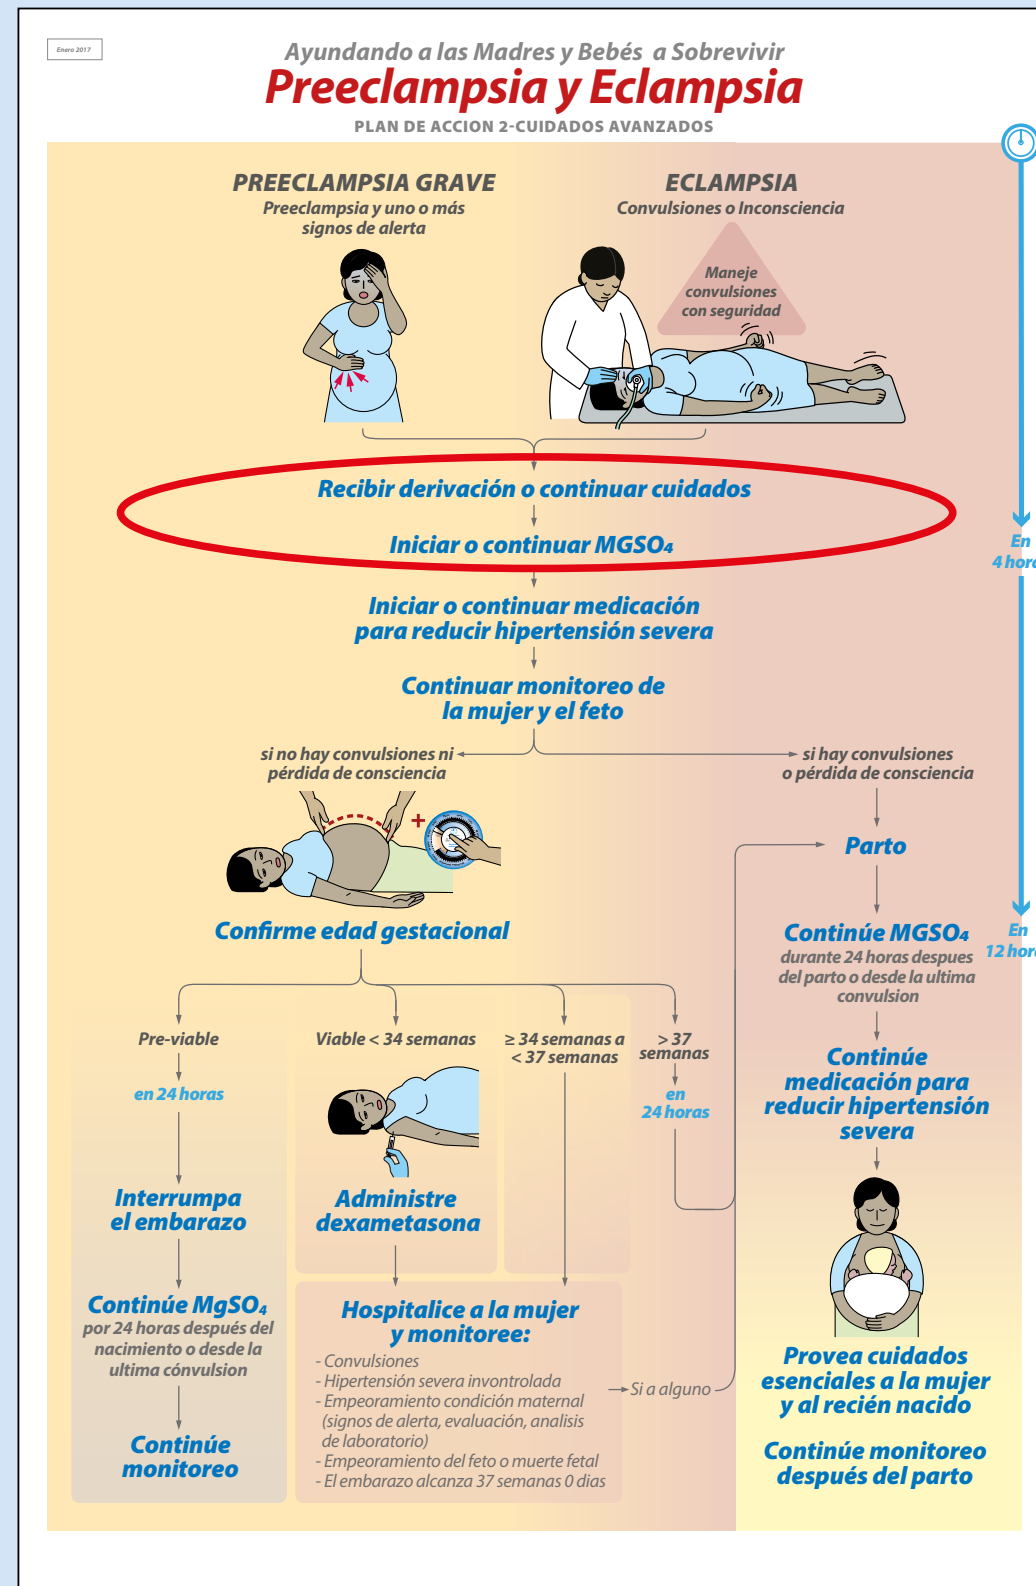 Enero 2017
Ayundando a las Madres y Bebés a Sobrevivir
Preeclampsia y Eclampsia
PLAN DE ACCION 2-CUIDADOS AVANZADOS
PREECLAMPSIA GRAVE
Preeclampsia y uno o más
signos de alerta
ECLAMPSIA
Convulsiones o Inconsciencia
Maneje
convulsiones
con seguridad
Recibir derivación o continuar cuidados
Iniciar o continuar MGSO₄
En
4 hora
Iniciar o continuar medicación
para reducir hipertensión severa
Continuar monitoreo de
la mujer y el feto
si no hay convulsiones ni
pérdida de consciencia
si hay convulsiones
o pérdida de consciencia
+
Confirme edad gestacional
Pre-viable
en 24 horas
Interrumpa
el embarazo
Continúe MgSO₄
por 24 horas después del
nacimiento o desde la
ultima cónvulsion
Continúe
monitoreo
Viable < 34 semanas
Administre
dexametasona
≥ 34 semanas a
< 37 semanas
> 37
semanas
en
24 horas
Hospitalice a la mujer
y monitoree:
- Convulsiones
- Hipertensión severa invontrolada
- Empeoramiento condición maternal
(signos de alerta, evaluación, analisis
de laboratorio)
- Empeoramiento del feto o muerte fetal
- El embarazo alcanza 37 semanas 0 dias
Si a alguno
Parto
Continúe MGSO₄
durante 24 horas despues
del parto o desde la ultima
convulsion
En
12 hora
Continúe
medicación para
reducir hipertensión
severa
Provea cuidados
esenciales a la mujer
y al recién nacido
Continúe monitoreo
después del parto